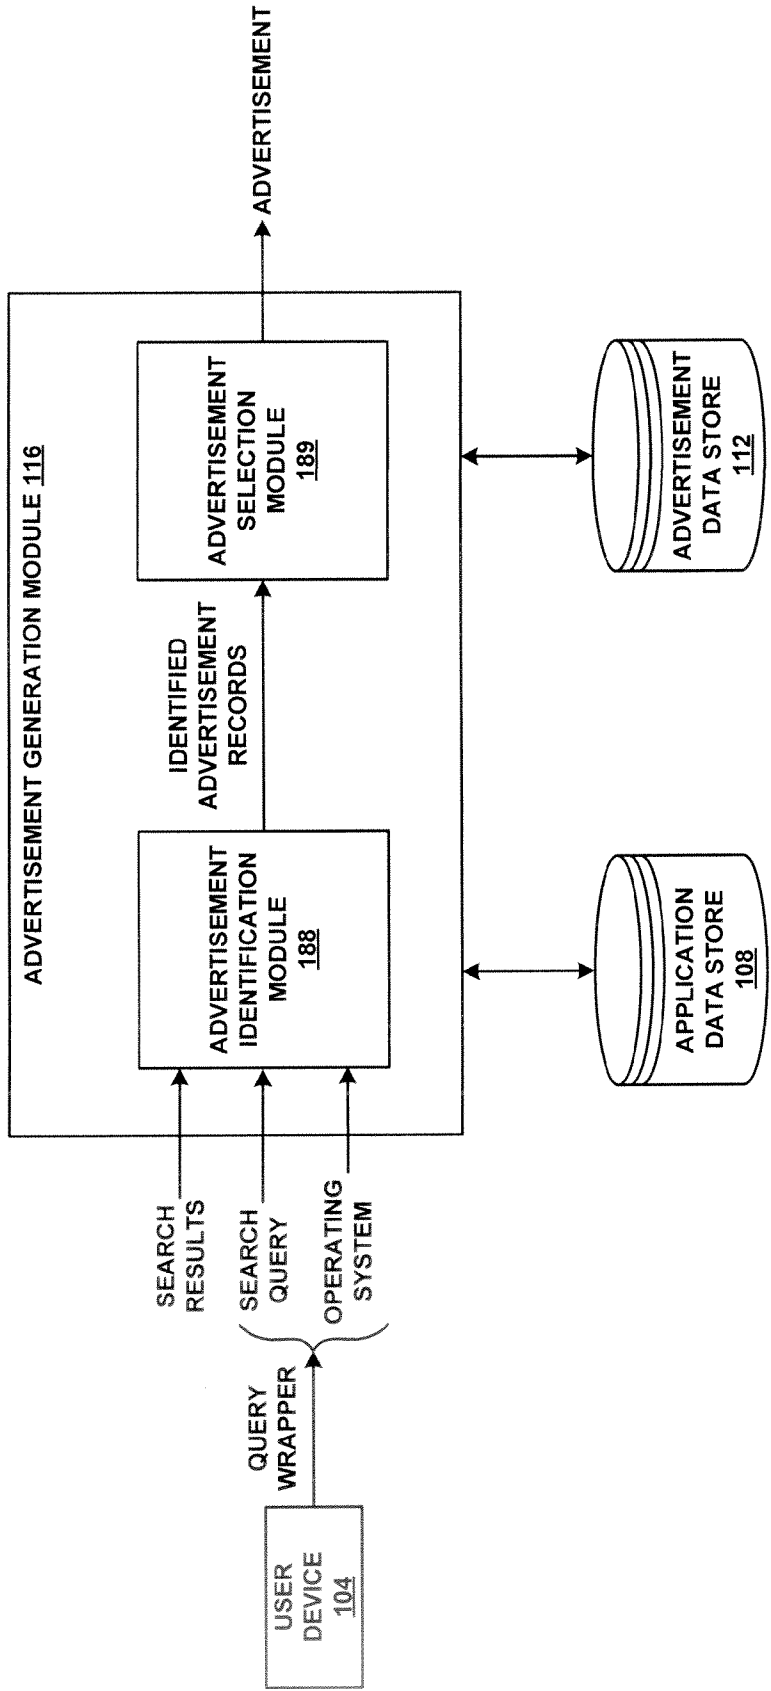 ADVERTISEMENT GENERATION MODULE 116
USER
DEVICE
104
QUERY
WRAPPER
SEARCH
RESULTS
SEARCH
QUERY
OPERATING
SYSTEM
ADVERTISEMENT
IDENTIFICATION
MODULE
188
IDENTIFIED
ADVERTISEMENT
RECORDS
ADVERTISEMENT
SELECTION
MODULE
189
ADVERTISEMENT
APPLICATION
DATA STORE
108
ADVERTISEMENT
DATA STORE
112